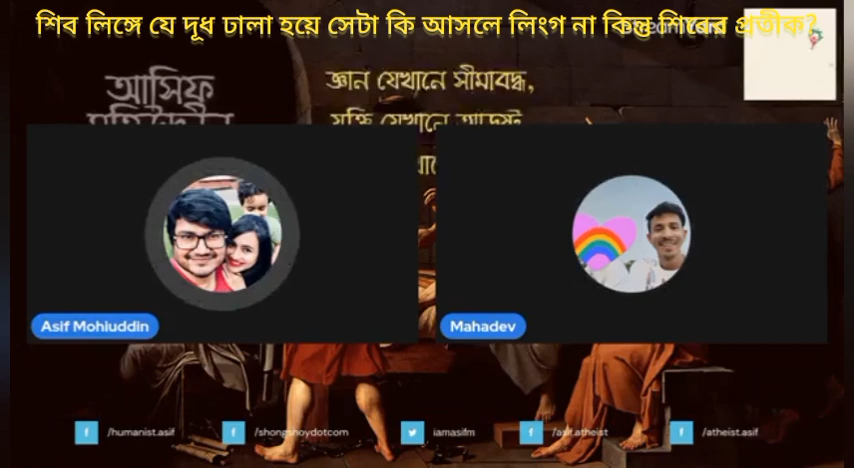 শিব লিঙ্গে যে দূধ ঢালা হয়ে সেটা কি আসলে লিংগ না কিন্তু শিবের প্রতীক?
আসিফ
জ্ঞান যেখানে সীমাবদ্ধ,
যেখানে
Asif Mohiuddin
Mahadev
/humanist.asif
/shongshoydotcom
iamasifm
/asif.atheist
/atheist.asif